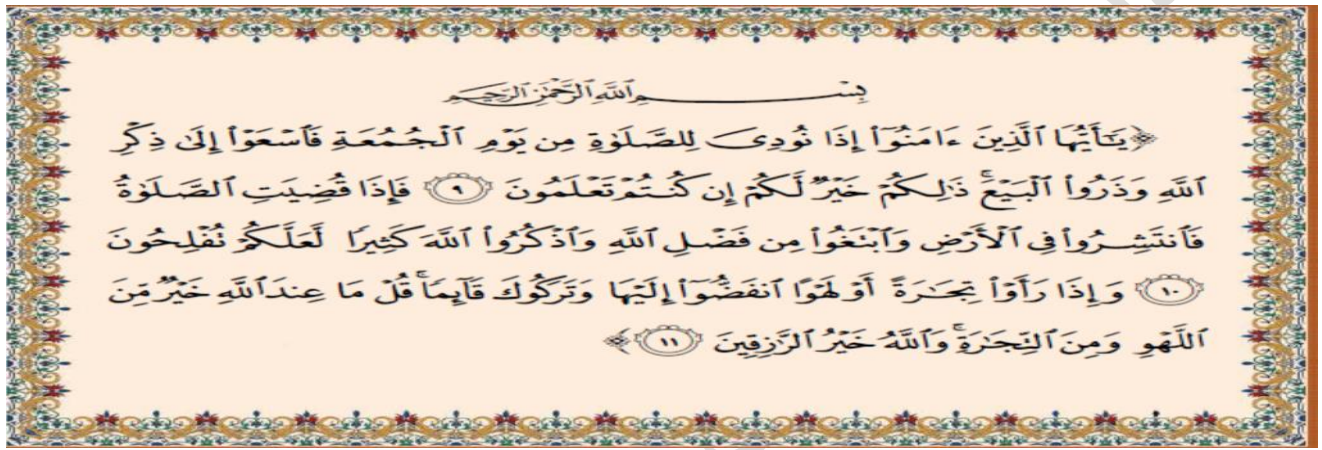 بِسْمِ ٱللَّهِ ٱلرَّحْمَٰنِ ٱلرَّحِيمِ
﴿يَـٰٓأَيُّهَا ٱلَّذِينَ ءَامَنُوٓاْ إِذَا نُودِىَ لِلصَّلَوٰةِ مِن يَوْمِ ٱلْجُمُعَةِ فَٱسْعَوْاْ إِلَىٰ ذِكْرِ
ٱللَّهِ وَذَرُواْ ٱلْبَيْعَۚ ذَٰلِكُمْ خَيْرٌ لَّكُمْ إِن كُنتُمْ تَعْلَمُونَ ٩ فَإِذَا قُضِيَتِ ٱلصَّلَوٰةُ
فَٱنتَشِرُواْ فِى ٱلْأَرْضِ وَٱبْتَغُواْ مِن فَضْلِ ٱللَّهِ وَٱذْكُرُواْ ٱللَّهَ كَثِيرًا لَّعَلَّكُمْ تُفْلِحُونَ
١٠ وَإِذَا رَأَوْاْ تِجَـٰرَةً أَوْ لَهْوًا ٱنفَضُّوٓاْ إِلَيْهَا وَتَرَكُوكَ قَآئِمًاۚ قُلْ مَا عِندَ ٱللَّهِ خَيْرٌ مِّنَ
ٱللَّهْوِ وَمِنَ ٱلتِّجَـٰرَةِۚ وَٱللَّهُ خَيْرُ ٱلرَّٰزِقِينَ ١١﴾